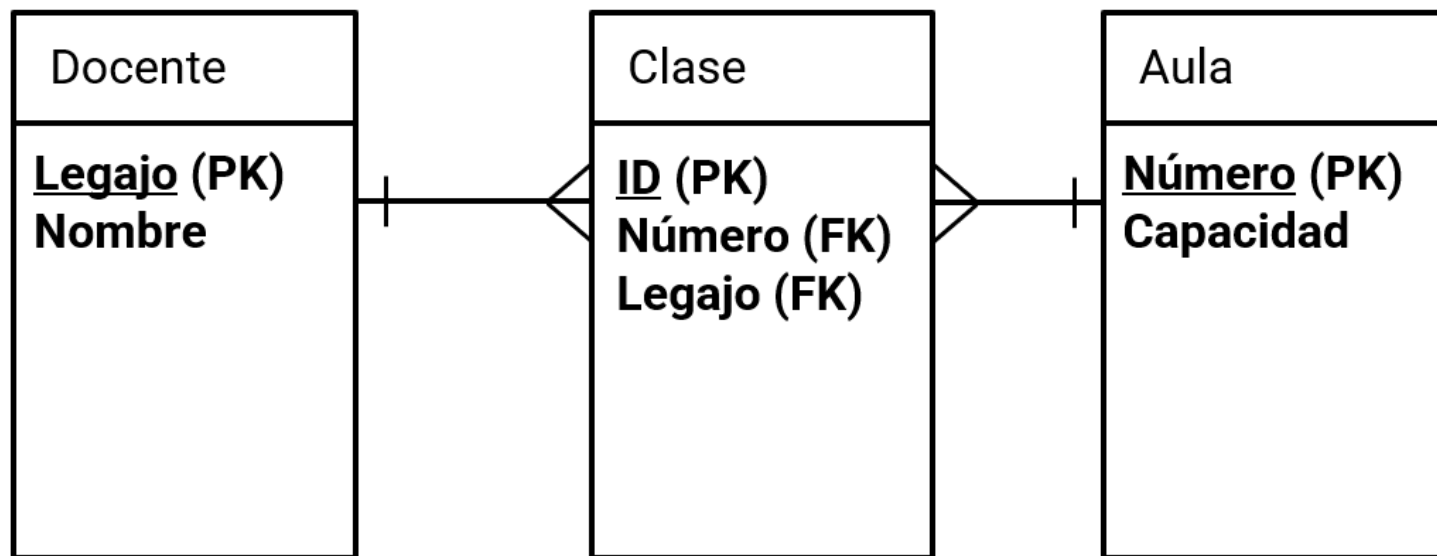 Docente
Legajo (PK)
Nombre
Clase
ID (PK)
Número (FK)
Legajo (FK)
Aula
Número (PK)
Capacidad